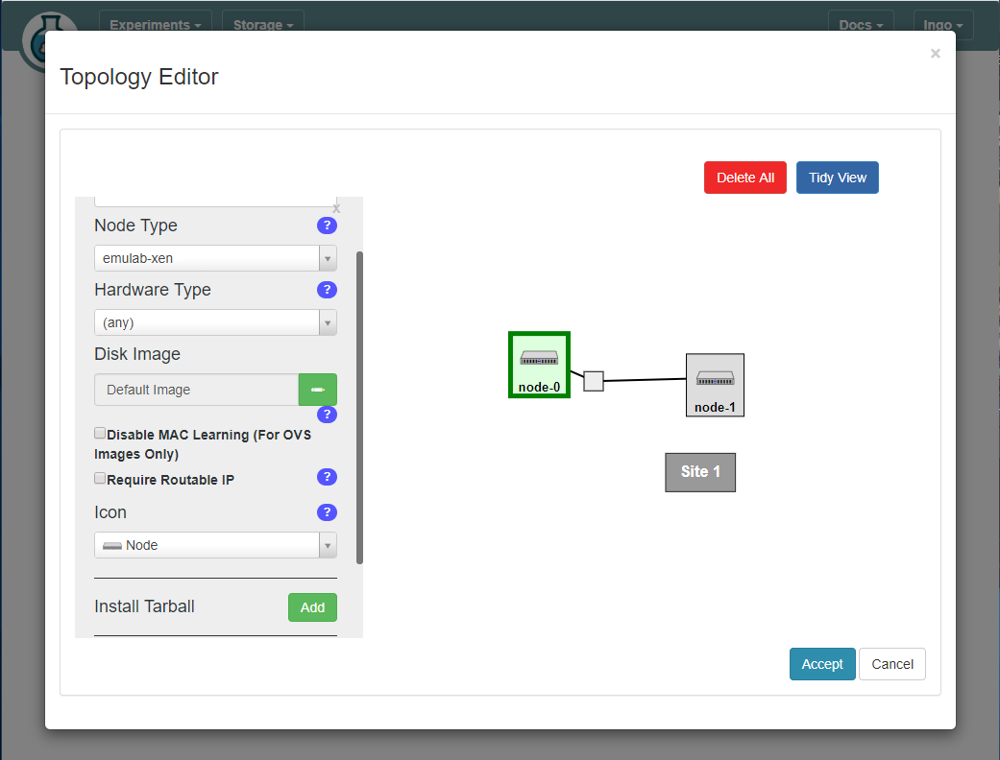 Experiments
Storage
Docs
Ingo
×
Topology Editor
Delete All
Tidy View
x
Node Type
?
emulab-xen
Hardware Type
?
(any)
Disk Image
Default Image
?
Disable MAC Learning (For OVS
Images Only)
Require Routable IP
?
Icon
?
Node
Install Tarball
Add
node-0
node-1
Site 1
Accept
Cancel